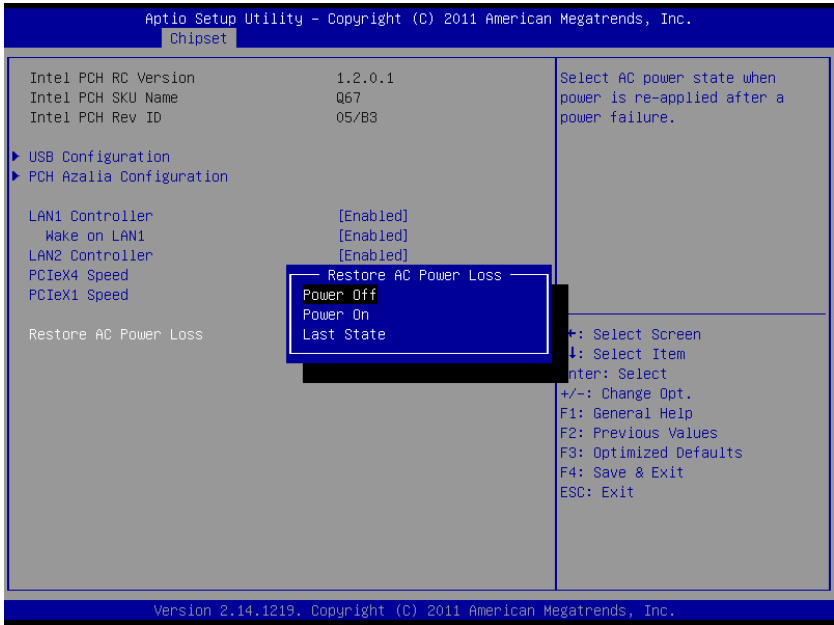 Aptio Setup Utility – Copyright (C) 2011 American Megatrends, Inc.
Chipset
Intel PCH RC Version 1.2.0.1
Intel PCH SKU Name Q67
Intel PCH Rev ID 05/B3
USB Configuration
PCH Azalia Configuration
LAN1 Controller [Enabled]
Wake on LAN1 [Enabled]
LAN2 Controller [Enabled]
PCIeX4 Speed
PCIeX1 Speed
Restore AC Power Loss
Restore AC Power Loss
Power Off
Power On
Last State
Select AC power state when
power is re-applied after a
power failure.
: Select Screen
: Select Item
nter: Select
+/-: Change Opt.
F1: General Help
F2: Previous Values
F3: Optimized Defaults
F4: Save & Exit
ESC: Exit
Version 2.14.1219. Copyright (C) 2011 American Megatrends, Inc.